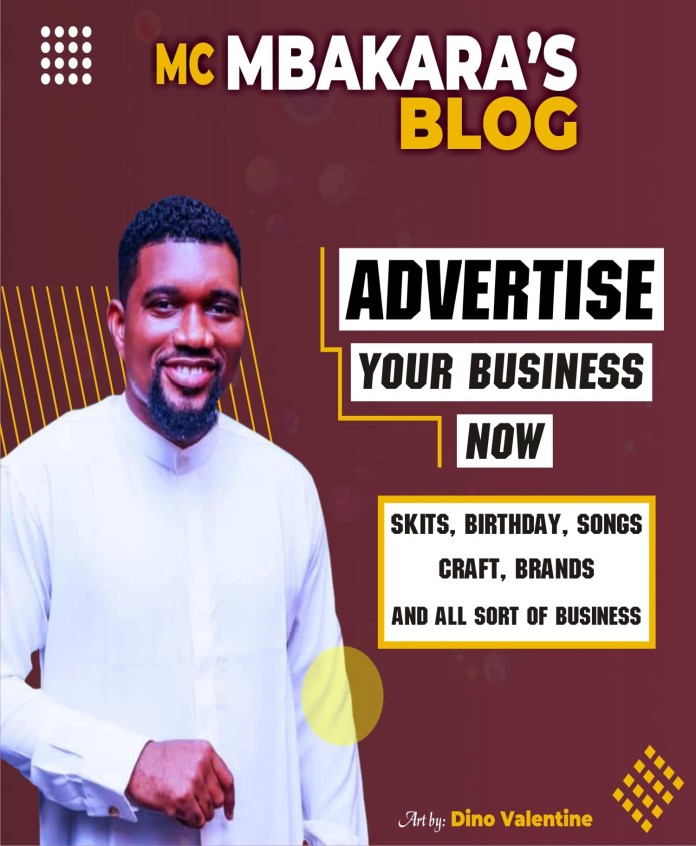 MC MBAKARA'S
BLOG
ADVERTISE
YOUR BUSINESS
NOW
SKITS, BIRTHDAY, SONGS
CRAFT, BRANDS
AND ALL SORT OF BUSINESS
Art by: Dino Valentine